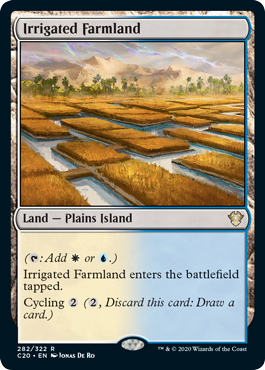 Irrigated Farmland
Land — Plains Island
(: Add or .)
Irrigated Farmland enters the battlefield
tapped.
Cycling 2 (2, Discard this card: Draw a
card.)
282/322 R
C20 • EN Jonas De Ro
™ & © 2020 Wizards of the Coast